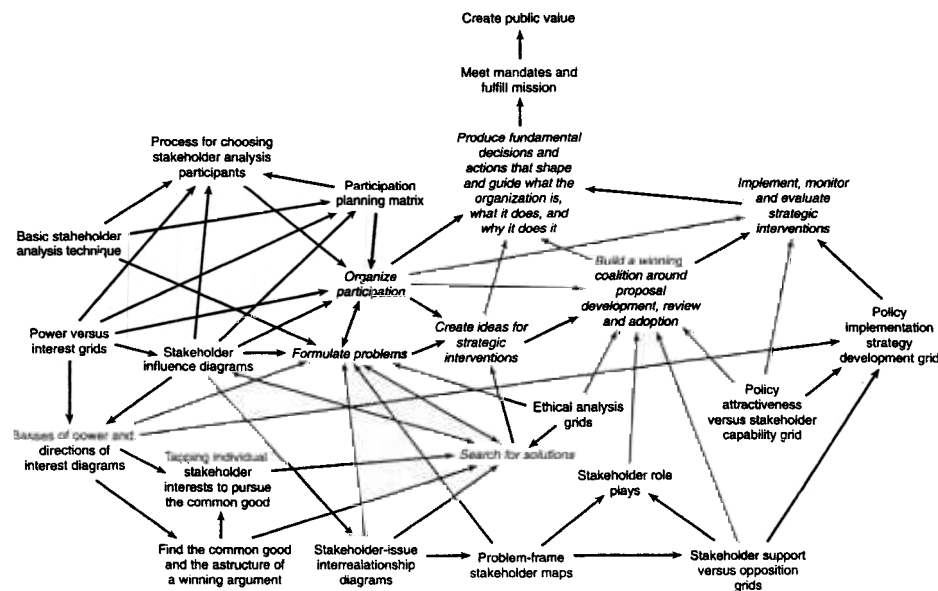 Create public value
Meet mandates and
fulfill mission
Produce fundamental
decisions and
actions that shape
and guide what the
organization is,
what it does, and
why it does it
Process for choosing
stakeholder analysis
participants
Participation
planning matrix
Implement, monitor
and evaluate
strategic
interventions
Basic staheholder
analysis technique
Organize
participation
Build a winning
coalition around
proposal
development, review
and adoption
Power versus
interest grids
Stakeholder
influence diagrams
Formulate problems
Create ideas for
strategic
interventions
Policy
implementation
strategy
development grid
Ethical analysis
grids
Policy
attractiveness
versus stakeholder
capability grid
of power and
directions of
interest diagrams
Tapping individual
stakeholder
interests to pursue
the common good
Search for solutions
Stakeholder role
plays
Find the common good
and the astructure of
a winning argument
Stakeholder-issue
interrealationship
diagrams
Problem-frame
stakeholder maps
Stakeholder support
versus opposition
grids